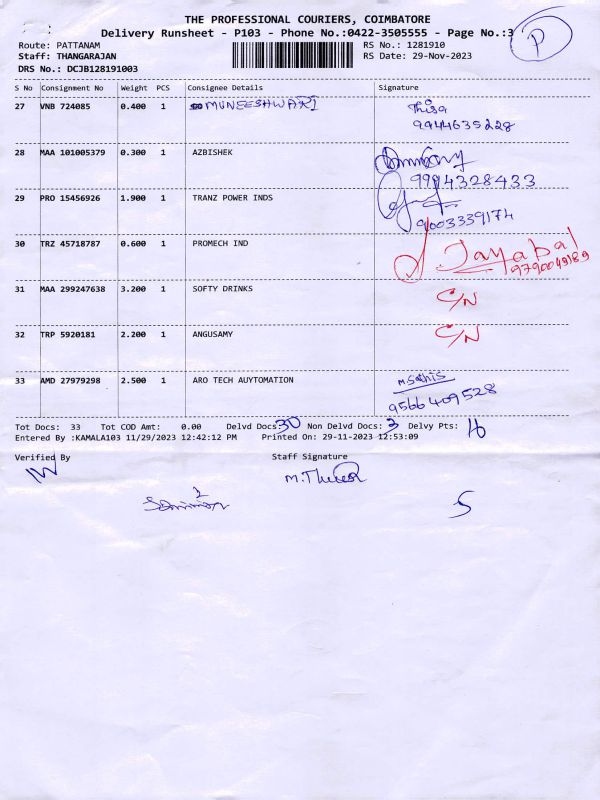 THE PROFESSIONAL COURIERS, COIMBATORE
Delivery Runsheet - P103 - Phone No.:0422-3505555 - Page No.:3
P
Route: PATTANAM RS No.: 1281910
Staff: THANGARAJAN RS Date: 29-Nov-2023
DRS No.: DCJB128191003
S No Consignment No Weight PCS Consignee Details Signature
27 VNB 724085 0.400 1 MUNEESHWARI
9944635228
28 MAA 101005379 0.300 1 AZBISHEK
9994328433
29 PRO 15456926 1.900 1 TRANZ POWER INDS
9003339174
30 TRZ 45718787 0.600 1 PROMECH IND Jayabal
9790049189
31 MAA 299247638 3.200 1 SOFTY DRINKS C/N
32 TRP 5920181 2.200 1 ANGUSAMY C/N
33 AMD 27979298 2.500 1 ARO TECH AUYTOMATION
9566409528
Tot Docs: 33 Tot COD Amt: 0.00 Delvd Docs: 30 Non Delvd Docs: 3 Delvy Pts: 16
Entered By :KAMALA103 11/29/2023 12:42:12 PM Printed On: 29-11-2023 12:53:09
Verified By Staff Signature